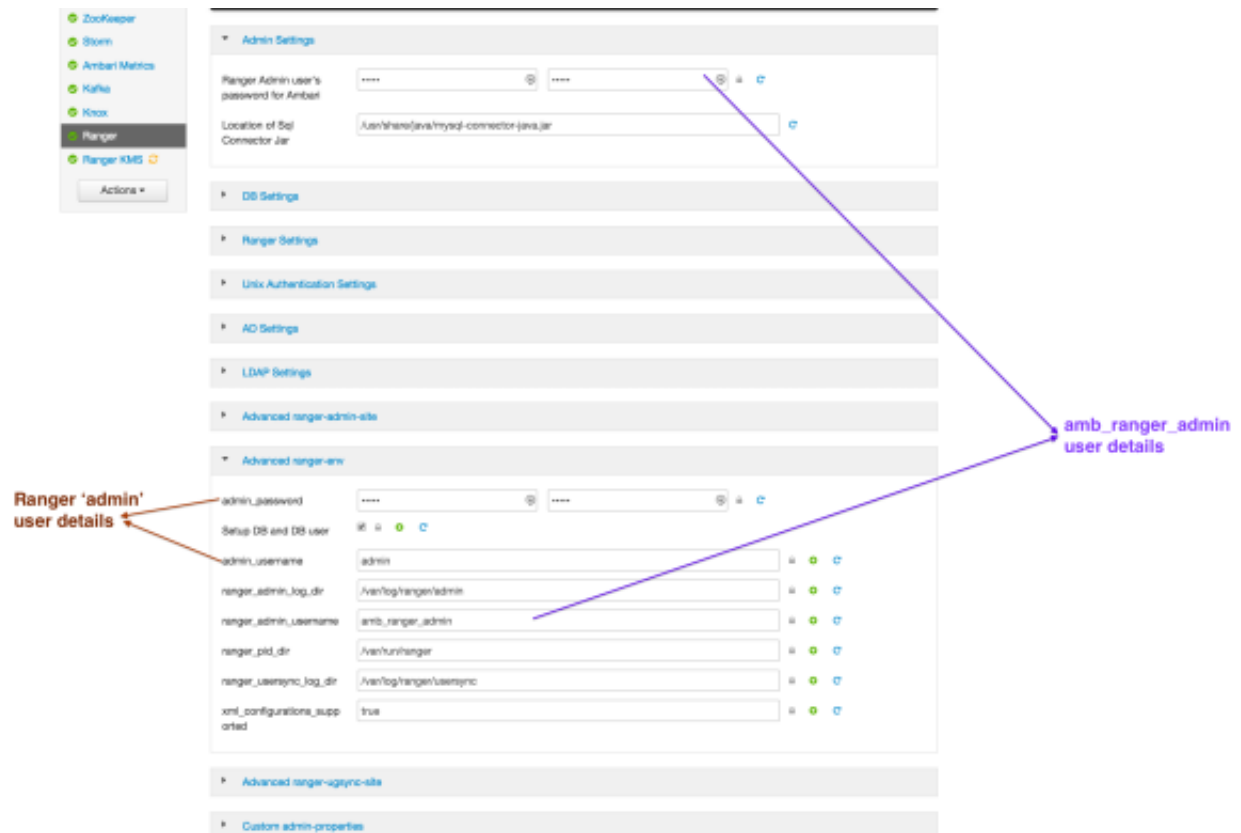 ZooKeeper
Storm
Ambari Metrics
Kafka
Knox
Ranger
Ranger KMS
Actions
Admin Settings
Ranger Admin user's
password for Ambari
Location of Sql
Connector Jar
/usr/share/java/mysql-connector-java.jar
DB Settings
Ranger Settings
Unix Authentication Settings
AD Settings
LDAP Settings
Advanced ranger-admin-site
Advanced ranger-env
admin_password
Setup DB and DB user
admin_username
admin
ranger_admin_log_dir
/var/log/ranger/admin
ranger_admin_username
amb_ranger_admin
ranger_pid_dir
/var/run/ranger
ranger_usersync_log_dir
/var/log/ranger/usersync
xml_configurations_supp
orted
true
Advanced ranger-ugsync-site
Custom admin-properties
Ranger ‘admin’
user details
amb_ranger_admin
user details